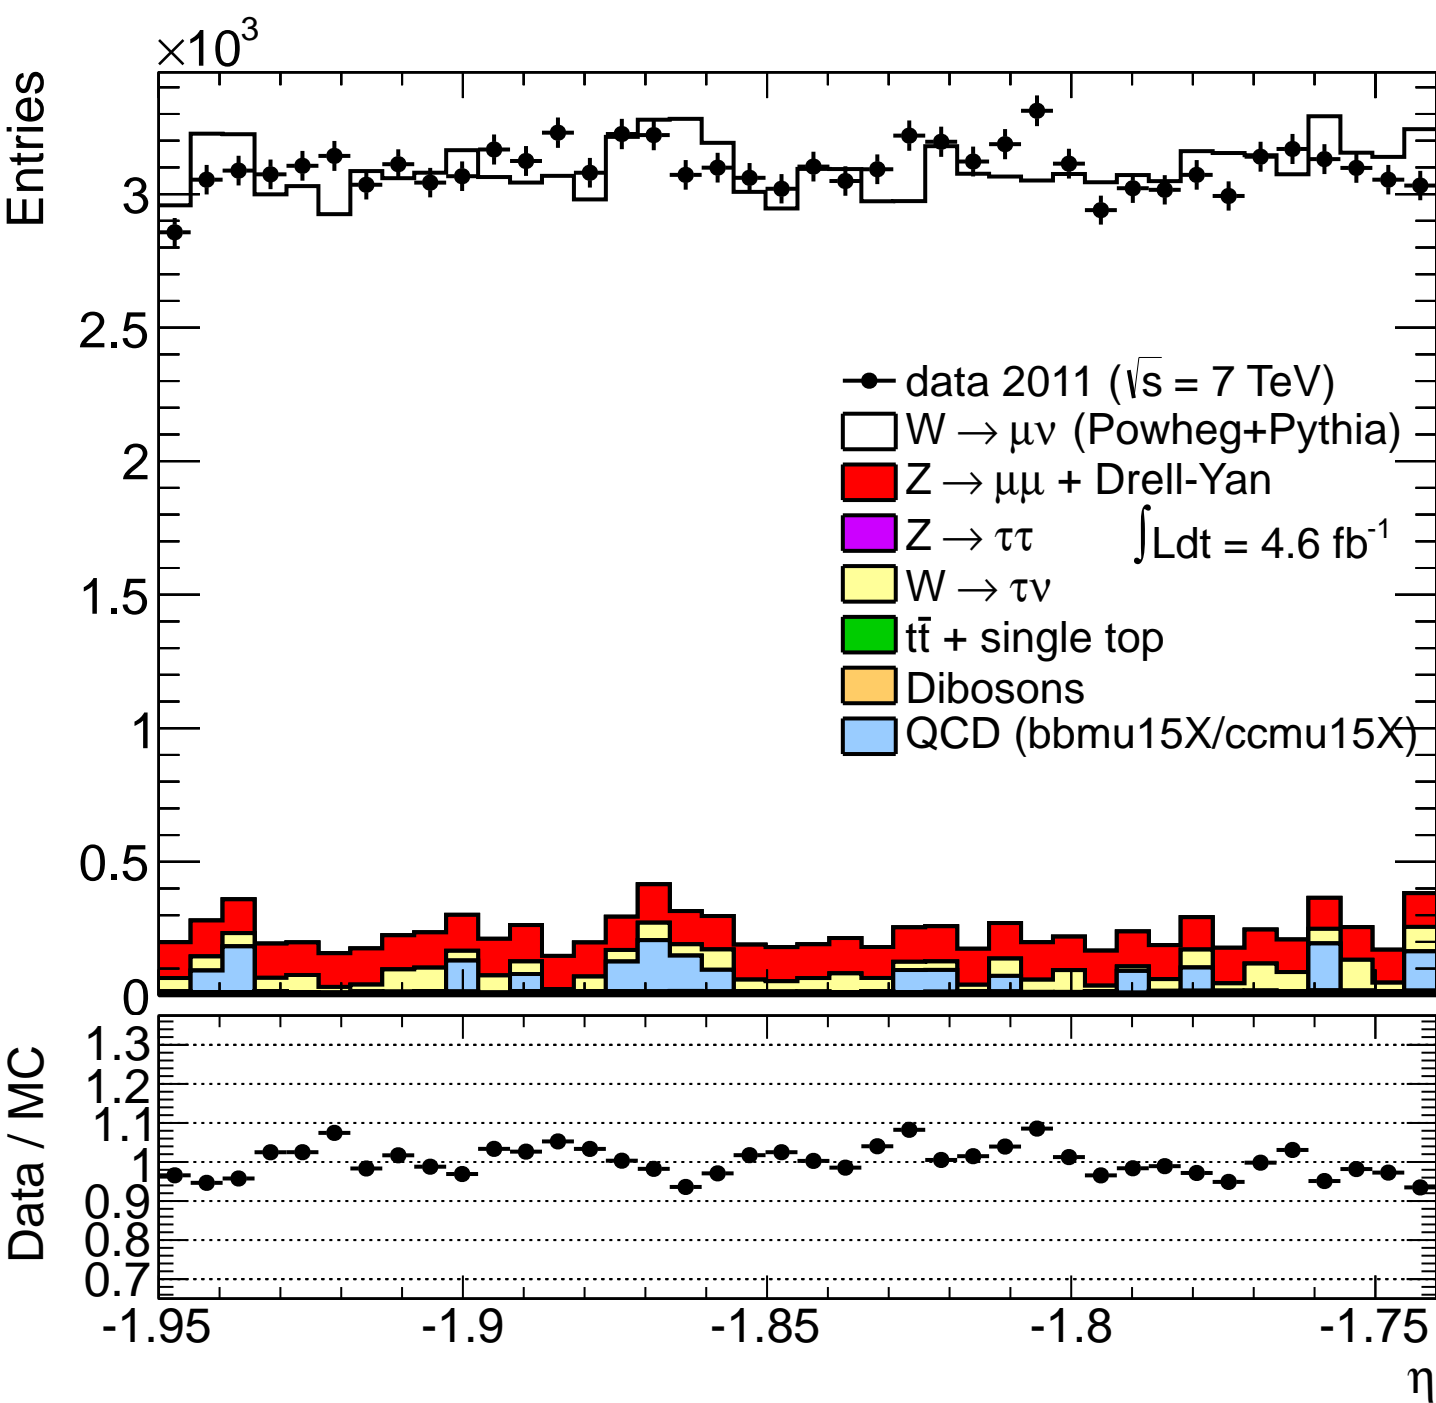 ×10³
Entries
3
2.5
2
1.5
1
0.5
0
data 2011 (√s = 7 TeV)
W → μν (Powheg+Pythia)
Z → μμ + Drell-Yan
Z → ττ
∫Ldt = 4.6 fb⁻¹
W → τν
tt̄ + single top
Dibosons
QCD (bbmu15X/ccmu15X)
Data / MC
1.3
1.2
1.1
1
0.9
0.8
0.7
-1.95 -1.9 -1.85 -1.8 -1.75
η